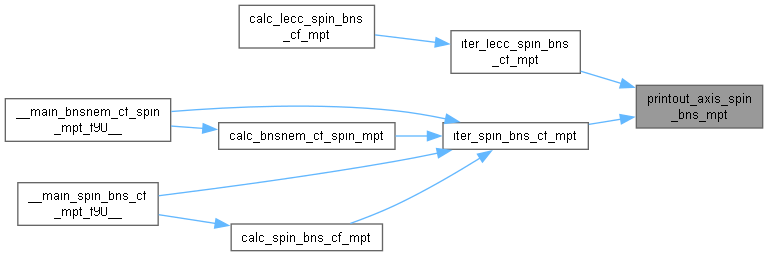 calc_lecc_spin_bns
_cf_mpt
iter_lecc_spin_bns
_cf_mpt
printout_axis_spin
_bns_mpt
__main_bnsnem_cf_spin
_mpt_f90__
calc_bnsnem_cf_spin_mpt
iter_spin_bns_cf_mpt
__main_spin_bns_cf
_mpt_f90__
calc_spin_bns_cf_mpt